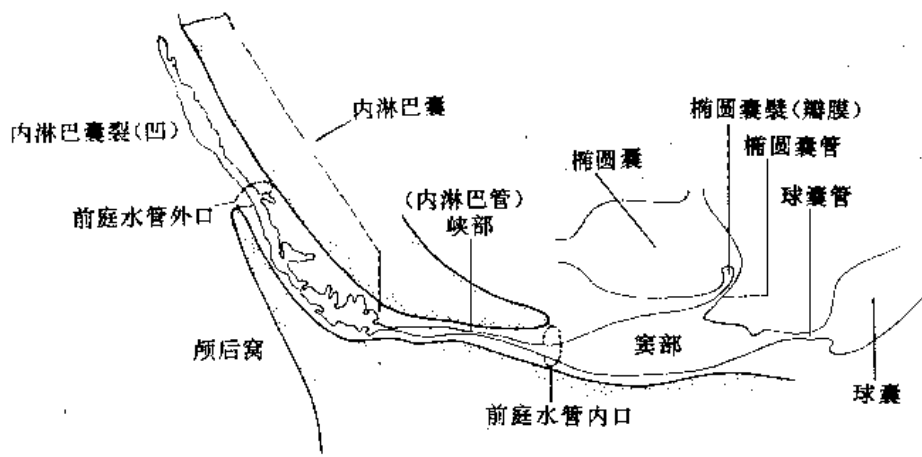 内淋巴囊
椭圆囊襞(瓣膜)
内淋巴囊裂(凹)
椭圆囊管
椭圆囊
球囊管
(内淋巴管)
峡部
前庭水管外口
颅后窝
窦部
球囊
前庭水管内口